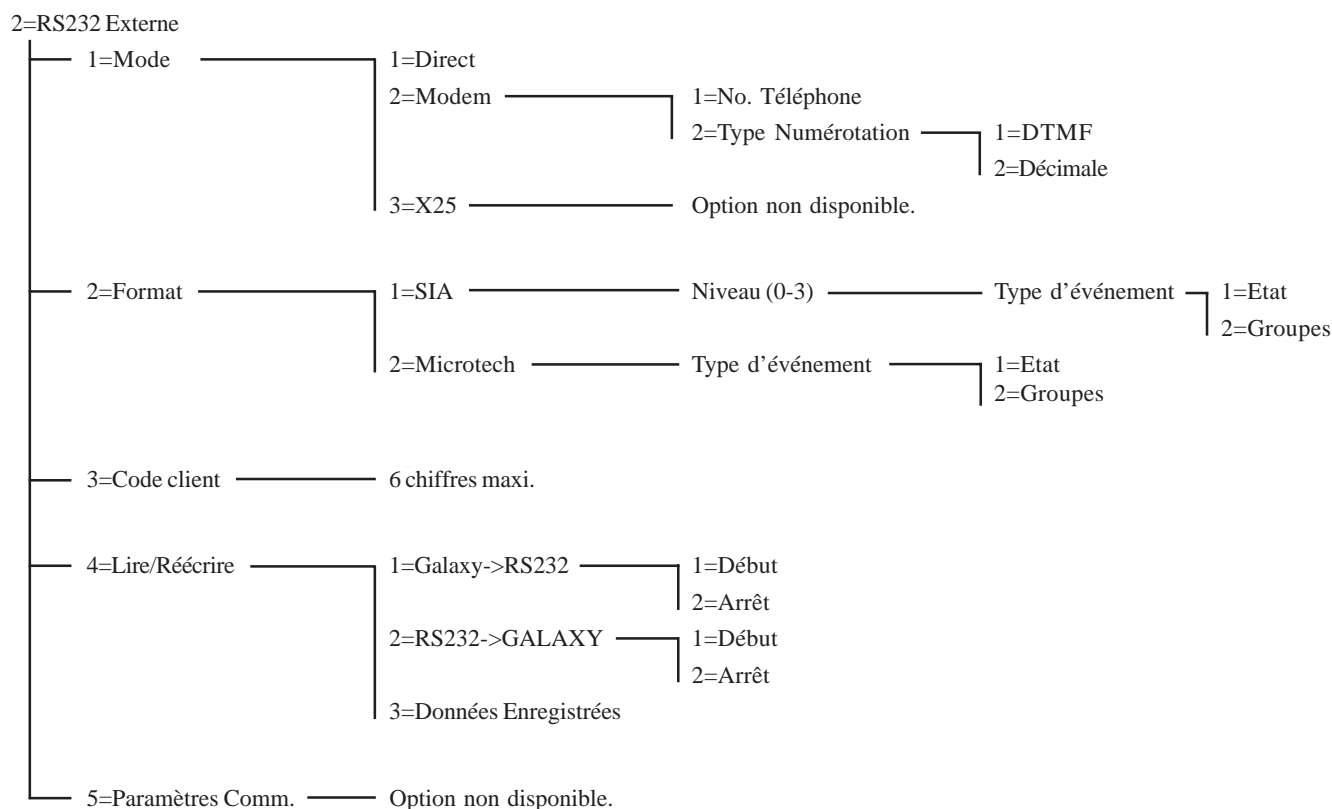 2=RS232 Externe
1=Mode 1=Direct
2=Modem 1=No. Téléphone
2=Type Numérotation 1=DTMF
2=Décimale
3=X25 Option non disponible.
2=Format 1=SIA Niveau (0-3) Type d'événement 1=Etat
2=Groupes
2=Microtech Type d'événement 1=Etat
2=Groupes
3=Code client 6 chiffres maxi.
4=Lire/Réécrire 1=Galaxy->RS232 1=Début
2=Arrêt
2=RS232->GALAXY 1=Début
2=Arrêt
3=Données Enregistrées
5=Paramètres Comm. Option non disponible.